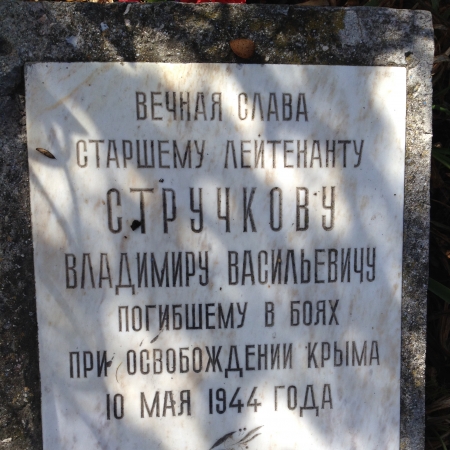 ВЕЧНАЯ СЛАВА
СТАРШЕМУ ЛЕЙТЕНАНТУ
СТРУЧКОВУ
ВЛАДИМИРУ ВАСИЛЬЕВИЧУ
ПОГИБШЕМУ В БОЯХ
ПРИ ОСВОБОЖДЕНИИ КРЫМА
10 МАЯ 1944 ГОДА